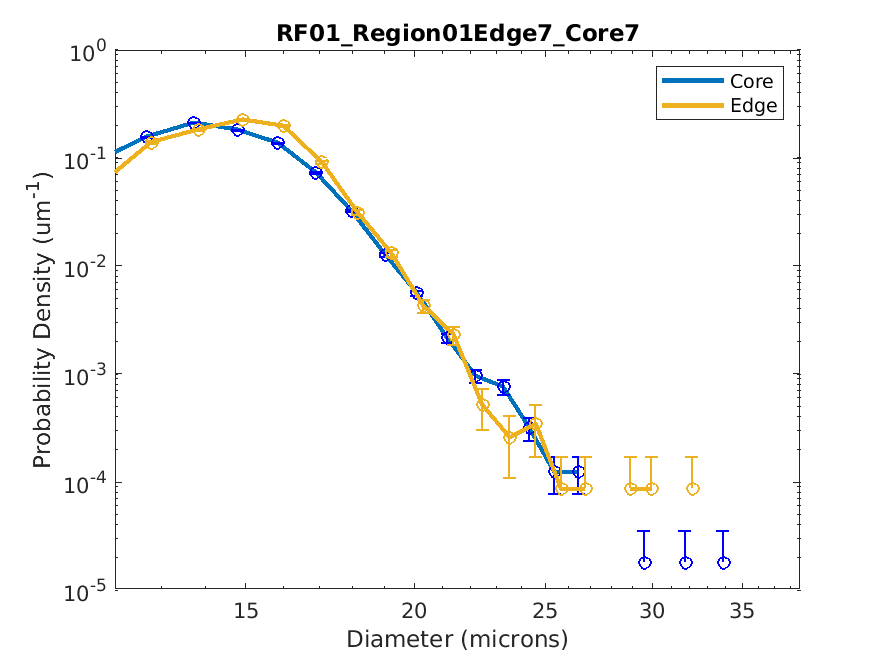 RF01_Region01Edge7_Core7
Core
Edge
10^0
10^-1
10^-2
10^-3
10^-4
10^-5
Probability Density (um^-1)
15 20 25 30 35
Diameter (microns)